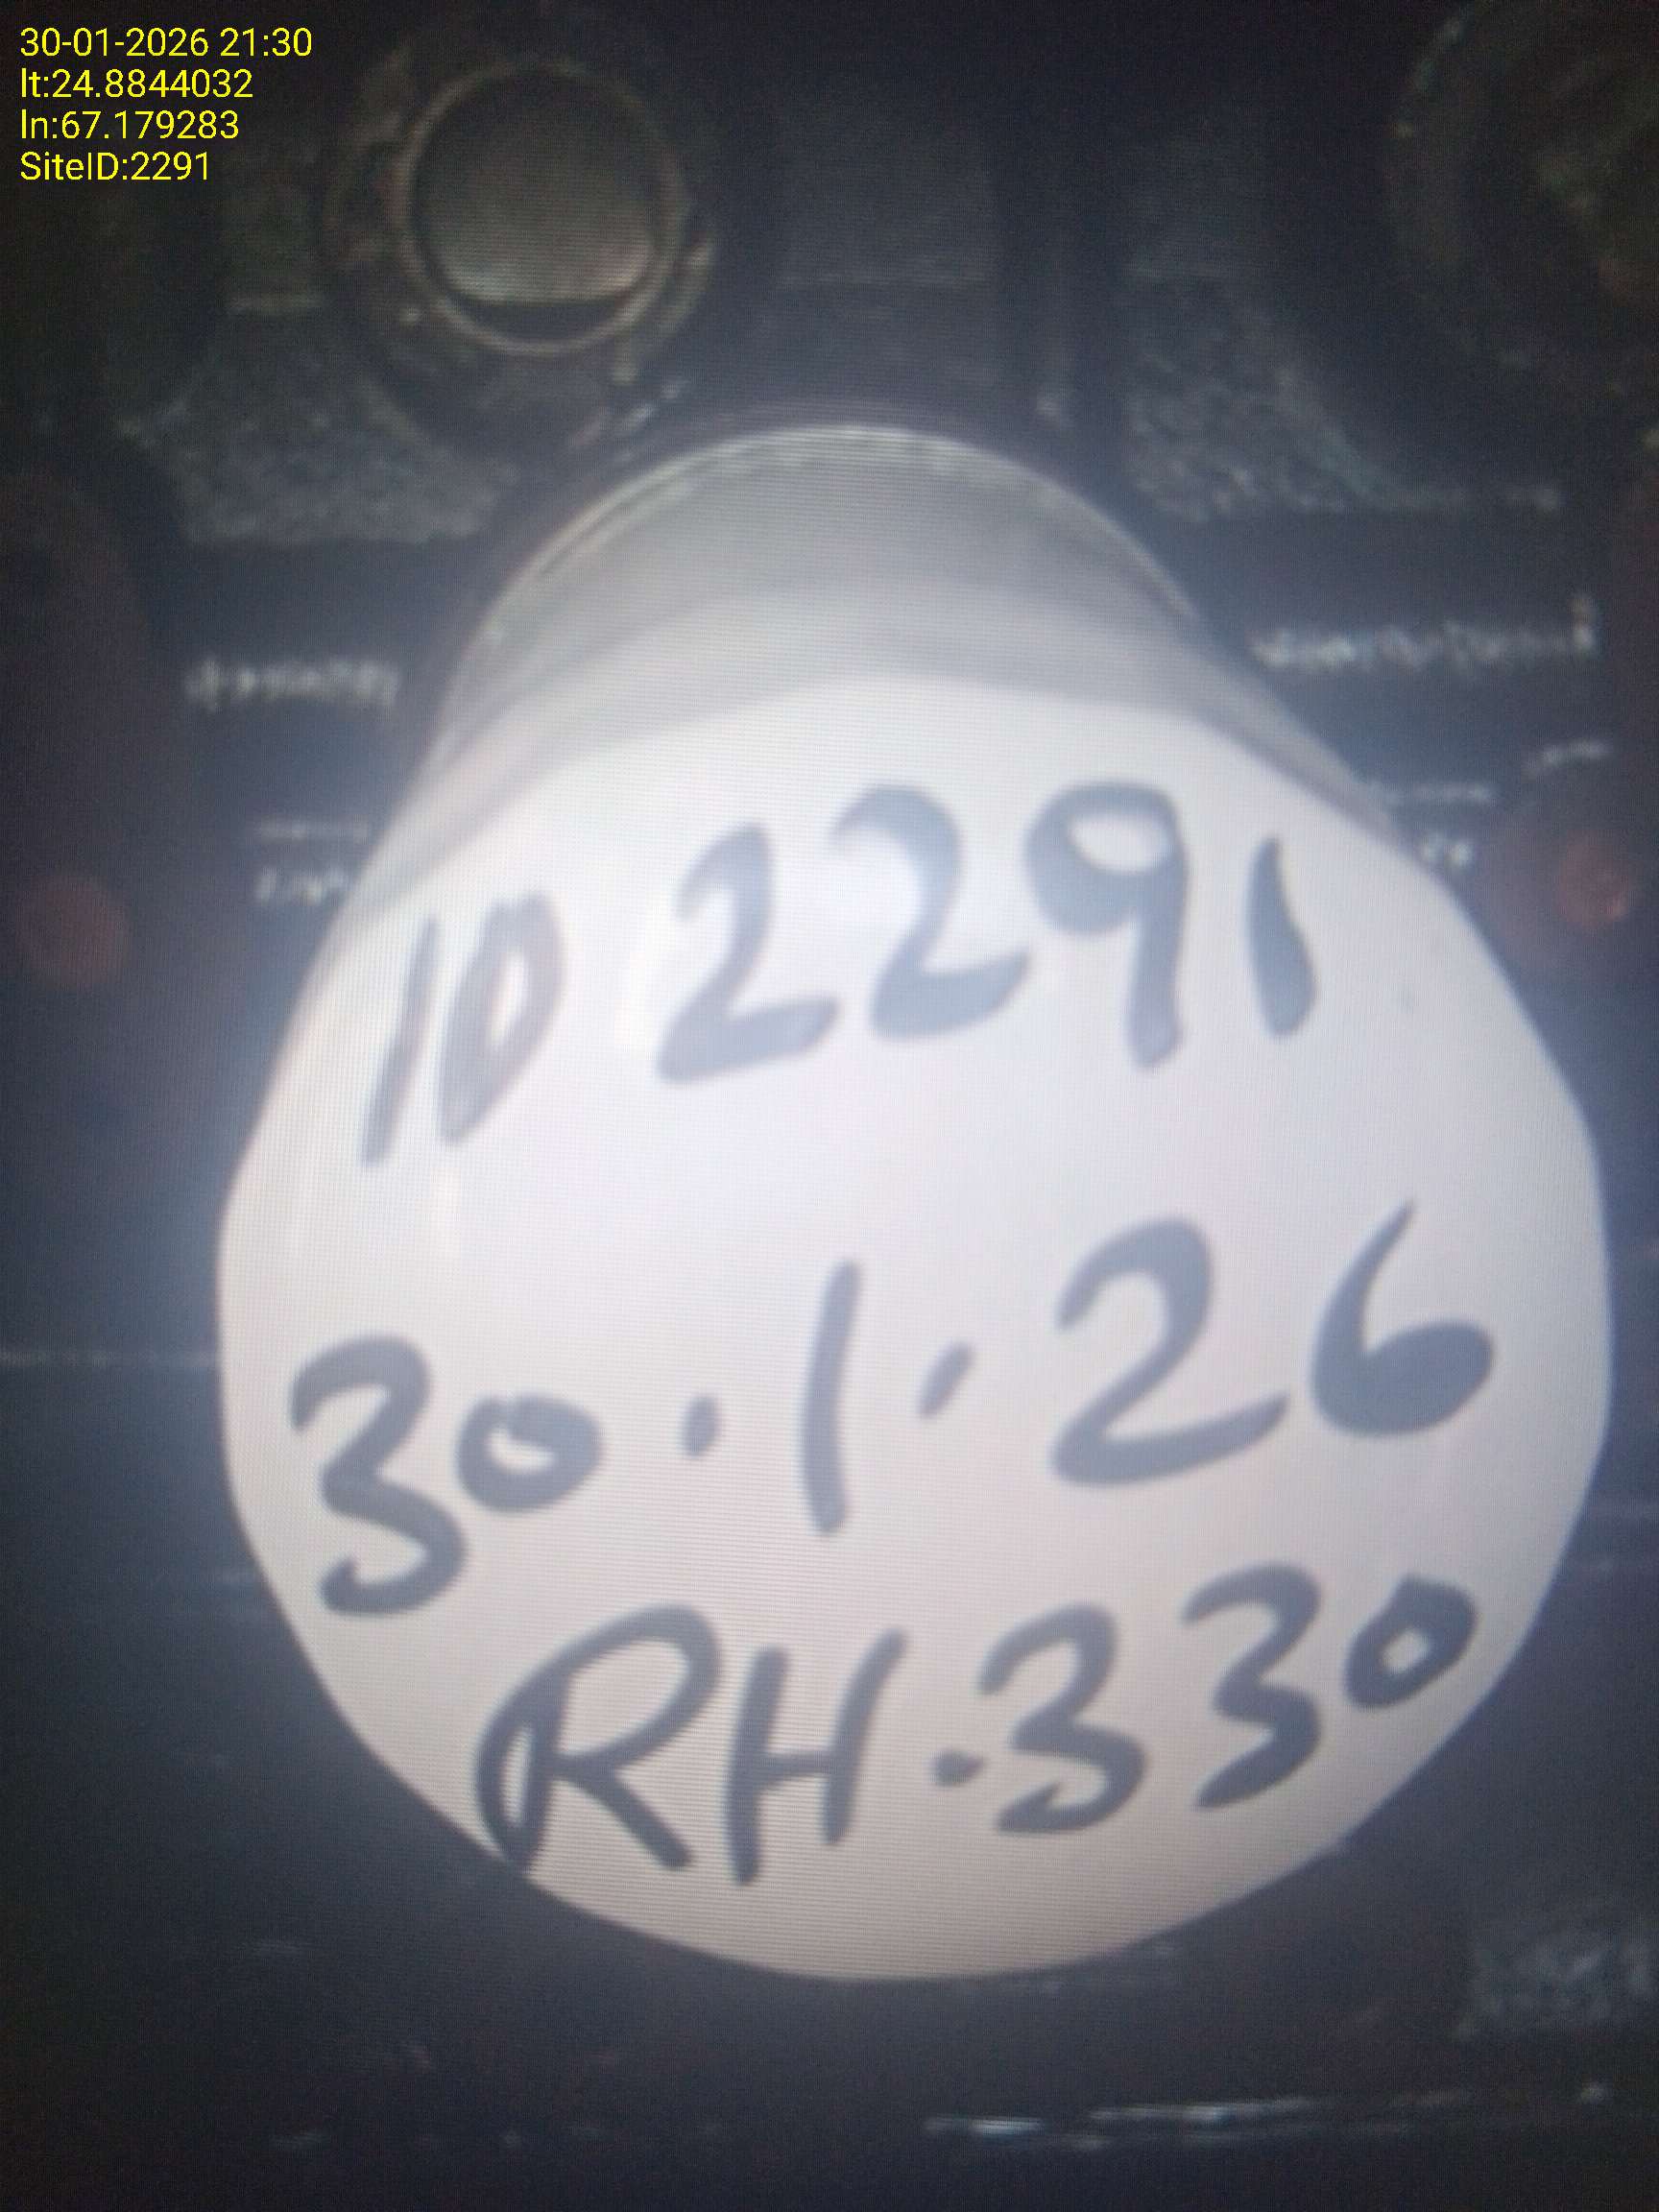 30-01-2026 21:30
lt:24.8844032
ln:67.179283
SiteID:2291
ID 2291
30.1.26
RH.330